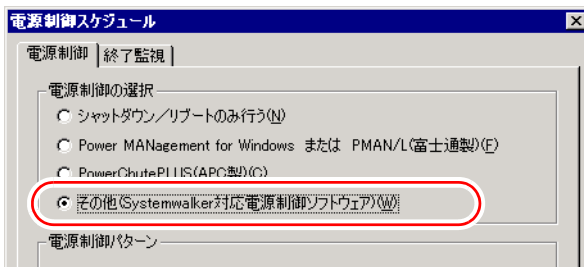 電源制御スケジュール
電源制御 終了監視
電源制御の選択
シャットダウン／リブートのみ行う(N)
Power MANagement for Windows または PMAN/L(富士通製)(F)
PowerChutePLUS(APC製)(C)
その他(Systemwalker対応電源制御ソフトウェア)(W)
電源制御パターン